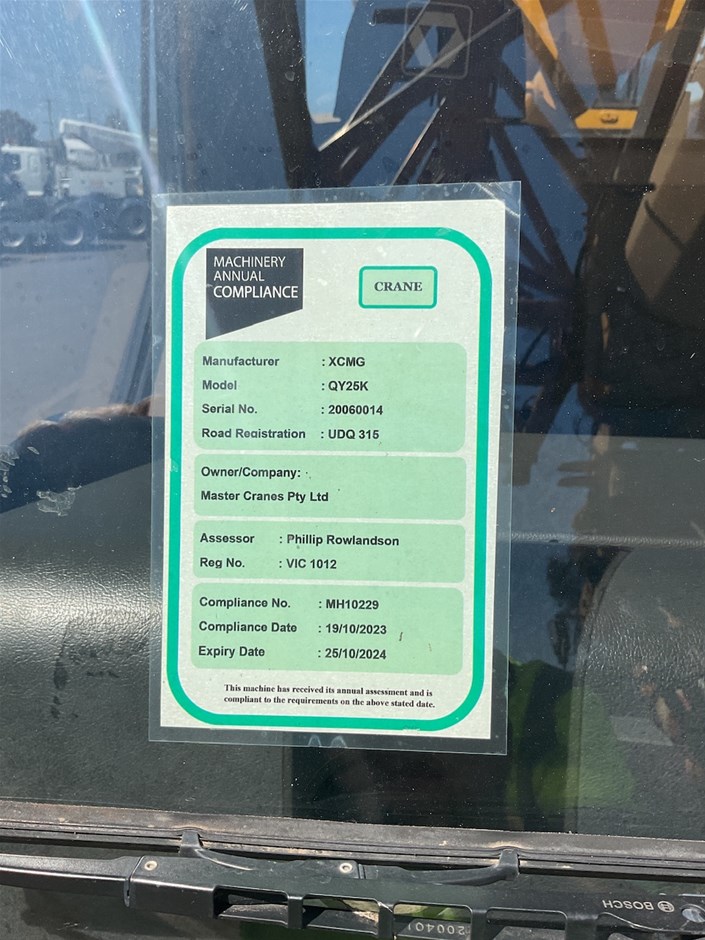 MACHINERY
ANNUAL
COMPLIANCE
CRANE
Manufacturer : XCMG
Model : QY25K
Serial No. : 20060014
Road Registration : UDQ 315
Owner/Company:
Master Cranes Pty Ltd
Assessor : Phillip Rowlandson
Reg No. : VIC 1012
Compliance No. : MH10229
Compliance Date : 19/10/2023
Expiry Date : 25/10/2024
This machine has received its annual assessment and is
compliant to the requirements on the above stated date.
BOSCH